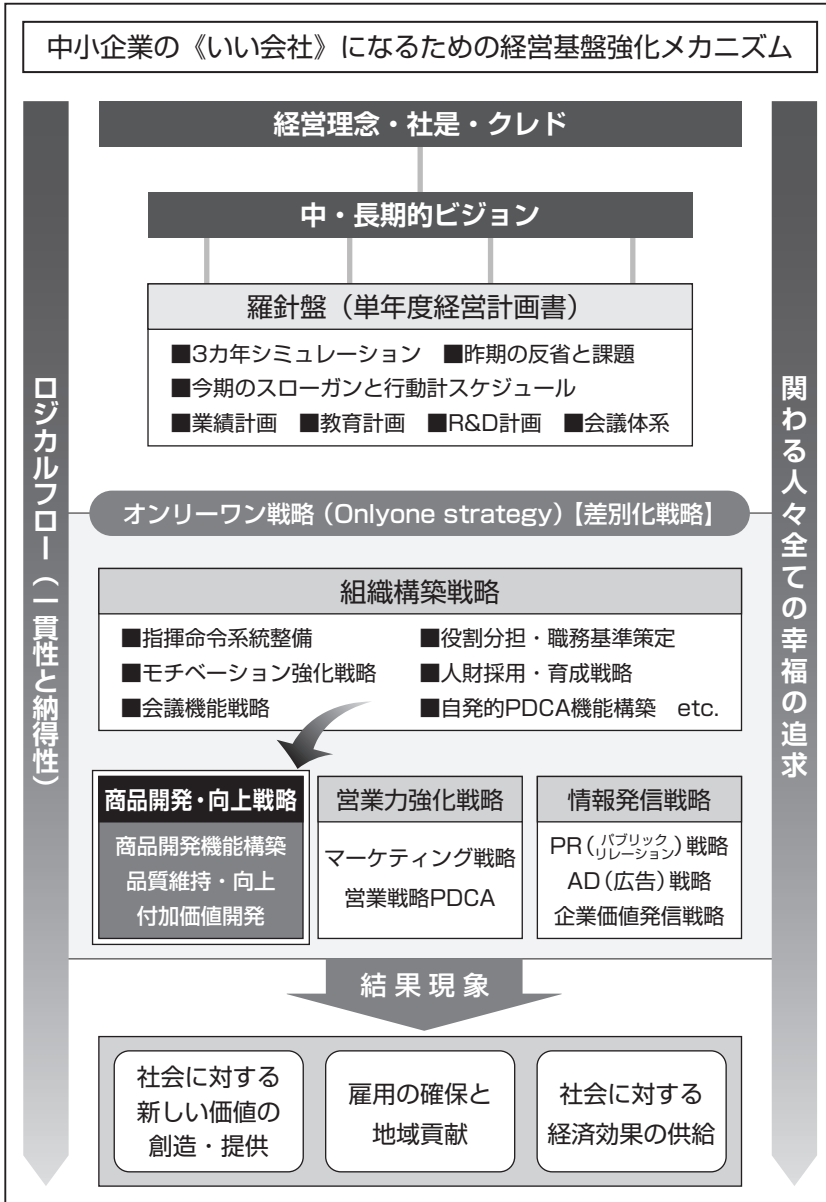 中小企業の《いい会社》になるための経営基盤強化メカニズム
ロジカルフロー（一貫性と納得性）
関わる人々全ての幸福の追求
経営理念・社是・クレド
中・長期的ビジョン
羅針盤（単年度経営計画書）
■3カ年シミュレーション　■昨期の反省と課題
■今期のスローガンと行動計スケジュール
■業績計画　■教育計画　■R&D計画　■会議体系
オンリーワン戦略（Onlyone strategy）【差別化戦略】
組織構築戦略
■指揮命令系統整備　■役割分担・職務基準策定
■モチベーション強化戦略　■人財採用・育成戦略
■会議機能戦略　■自発的PDCA機能構築　etc.
商品開発・向上戦略
商品開発機能構築
品質維持・向上
付加価値開発
営業力強化戦略
マーケティング戦略
営業戦略PDCA
情報発信戦略
PR（パブリックリレーション）戦略
AD（広告）戦略
企業価値発信戦略
結果現象
社会に対する
新しい価値の
創造・提供
雇用の確保と
地域貢献
社会に対する
経済効果の供給